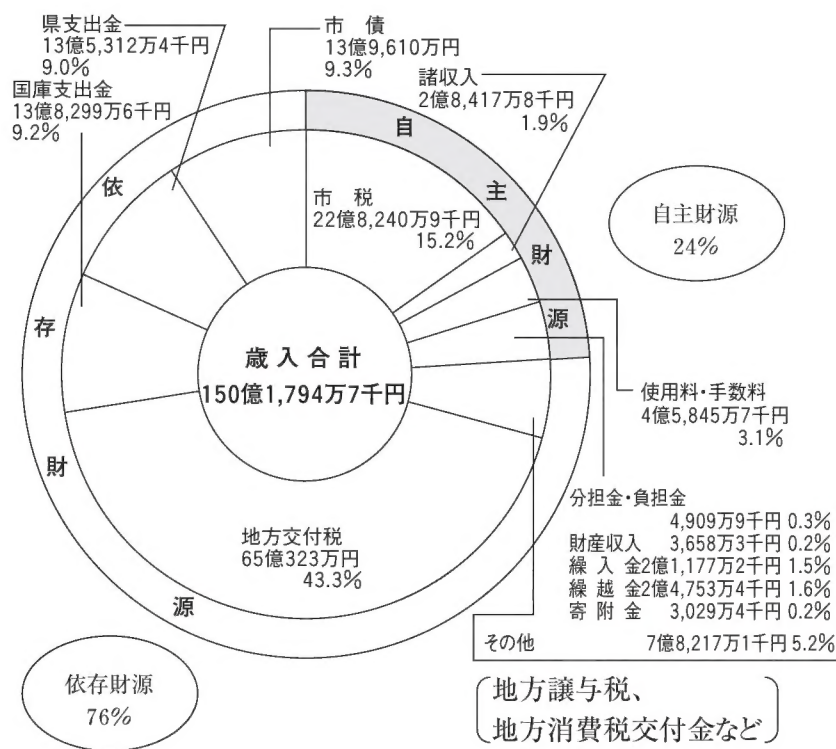 県支出金
13億5,312万4千円
9.0%
国庫支出金
13億8,299万6千円
9.2%
市 債
13億9,610万円
9.3%
諸収入
2億8,417万8千円
1.9%
自
主
財
源
依
存
財
源
市 税
22億8,240万9千円
15.2%
自主財源
24%
歳入合計
150億1,794万7千円
使用料・手数料
4億5,845万7千円
3.1%
分担金・負担金
4,909万9千円 0.3%
財産収入 3,658万3千円 0.2%
繰入金2億1,177万2千円 1.5%
繰越金2億4,753万4千円 1.6%
寄附金 3,029万4千円 0.2%
地方交付税
65億323万円
43.3%
その他 7億8,217万1千円 5.2%
依存財源
76%
地方譲与税、
地方消費税交付金など